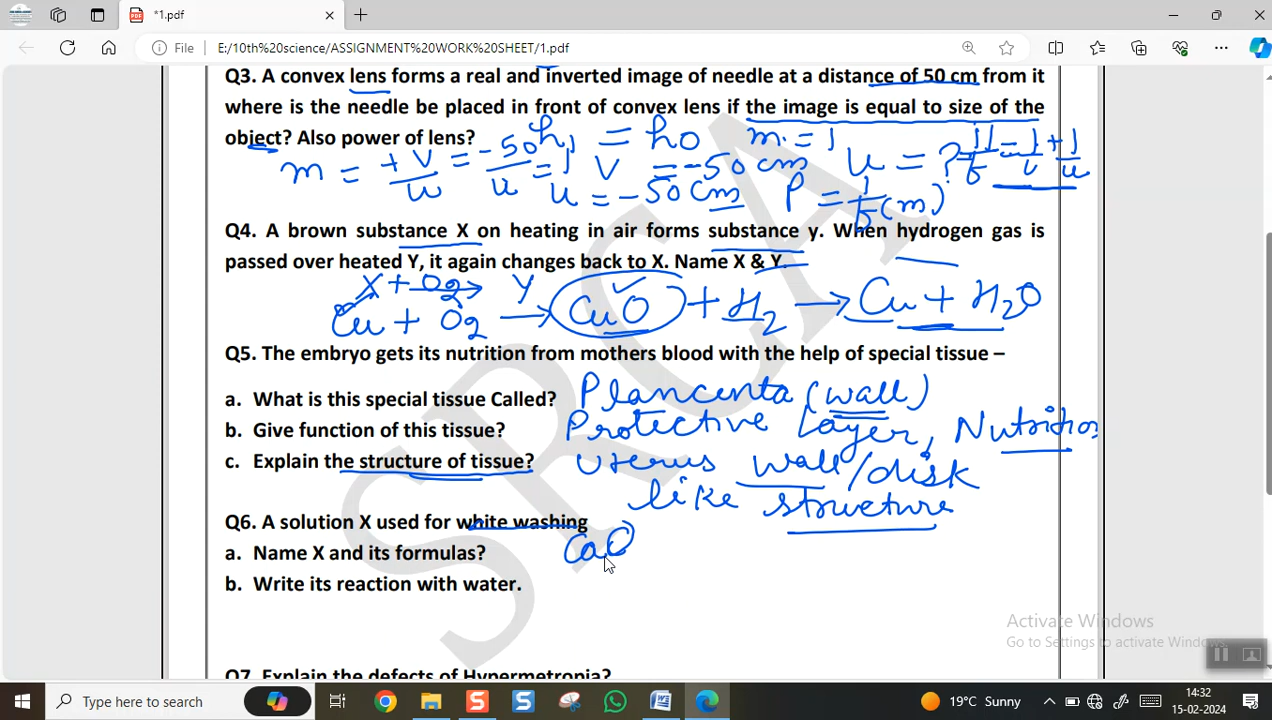 *1.pdf
File E:/10th%20science/ASSIGNMENT%20WORK%20SHEET/1.pdf
Q3. A convex lens forms a real and inverted image of needle at a distance of 50 cm from it
where is the needle be placed in front of convex lens if the image is equal to size of the
object? Also power of lens? h1 = h0 m = 1
m = +v/u = -50/u = 1 v = -50 cm u = ? 1/f = 1/v + 1/u
u = -50 cm P = 1/f (m)
Q4. A brown substance X on heating in air forms substance y. When hydrogen gas is
passed over heated Y, it again changes back to X. Name X & Y.
X + O2 → Y
Cu + O2 → CuO + H2 → Cu + H2O
Q5. The embryo gets its nutrition from mothers blood with the help of special tissue –
a. What is this special tissue Called? Plancenta (wall)
b. Give function of this tissue? Protective Layer, Nutrition
c. Explain the structure of tissue? Uterus wall/disk
like structure
Q6. A solution X used for white washing
a. Name X and its formulas? CaO
b. Write its reaction with water.
Q7. Explain the defects of Hypermetropia?
SRCA
Activate Windows
Go to Settings to activate Windows.
Type here to search
19°C Sunny
14:32
15-02-2024